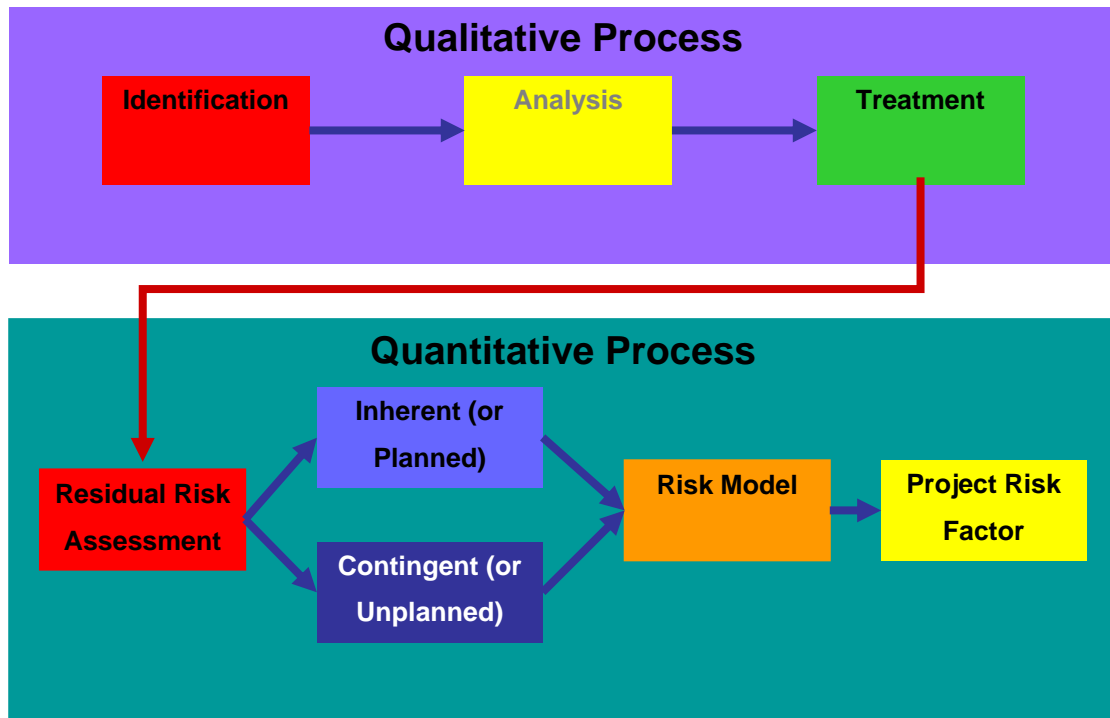 Qualitative Process
Identification
Analysis
Treatment
Quantitative Process
Inherent (or
Planned)
Residual Risk
Assessment
Contingent (or
Unplanned)
Risk Model
Project Risk
Factor